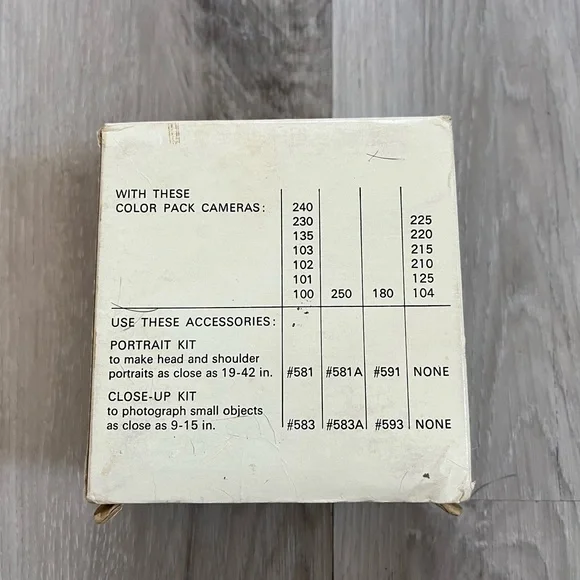 WITH THESE
COLOR PACK CAMERAS: 240
230 225
135 220
103 215
102 210
101 125
100 250 180 104
USE THESE ACCESSORIES:
PORTRAIT KIT
to make head and shoulder
portraits as close as 19-42 in. #581 #581A #591 NONE
CLOSE-UP KIT
to photograph small objects
as close as 9-15 in. #583 #583A #593 NONE